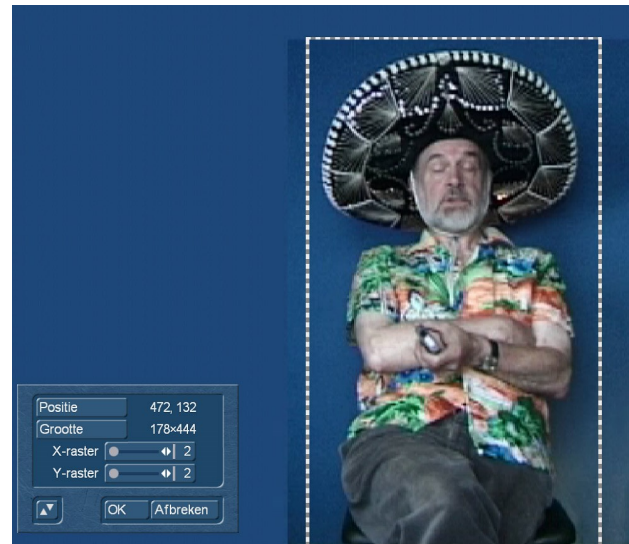 Positie 472, 132
Grootte 178×444
X-raster 2
Y-raster 2
OK Afbreken